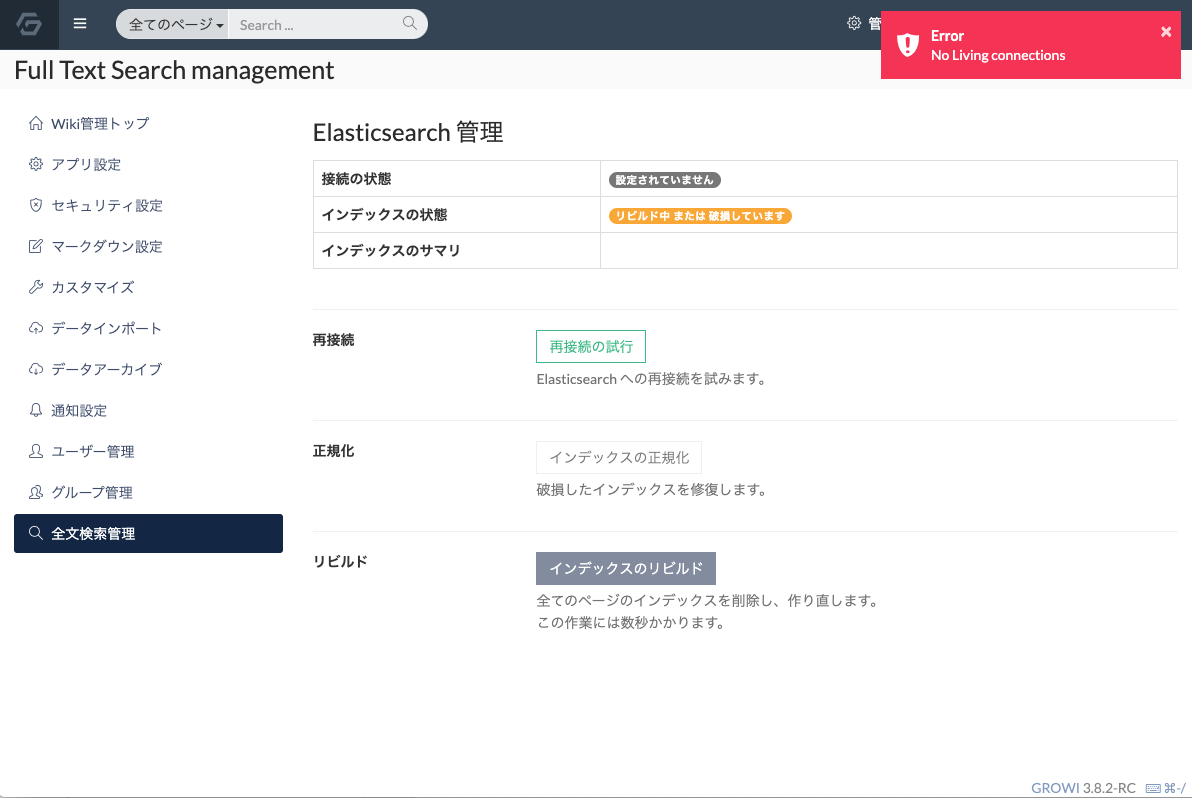 全てのページ
Search ...
管
Error
No Living connections
Full Text Search management
Wiki管理トップ
アプリ設定
セキュリティ設定
マークダウン設定
カスタマイズ
データインポート
データアーカイブ
通知設定
ユーザー管理
グループ管理
全文検索管理
Elasticsearch 管理
接続の状態
設定されていません
インデックスの状態
リビルド中 または 破損しています
インデックスのサマリ
再接続
再接続の試行
Elasticsearch への再接続を試みます。
正規化
インデックスの正規化
破損したインデックスを修復します。
リビルド
インデックスのリビルド
全てのページのインデックスを削除し、作り直します。
この作業には数秒かかります。
GROWI 3.8.2-RC ⌘-/